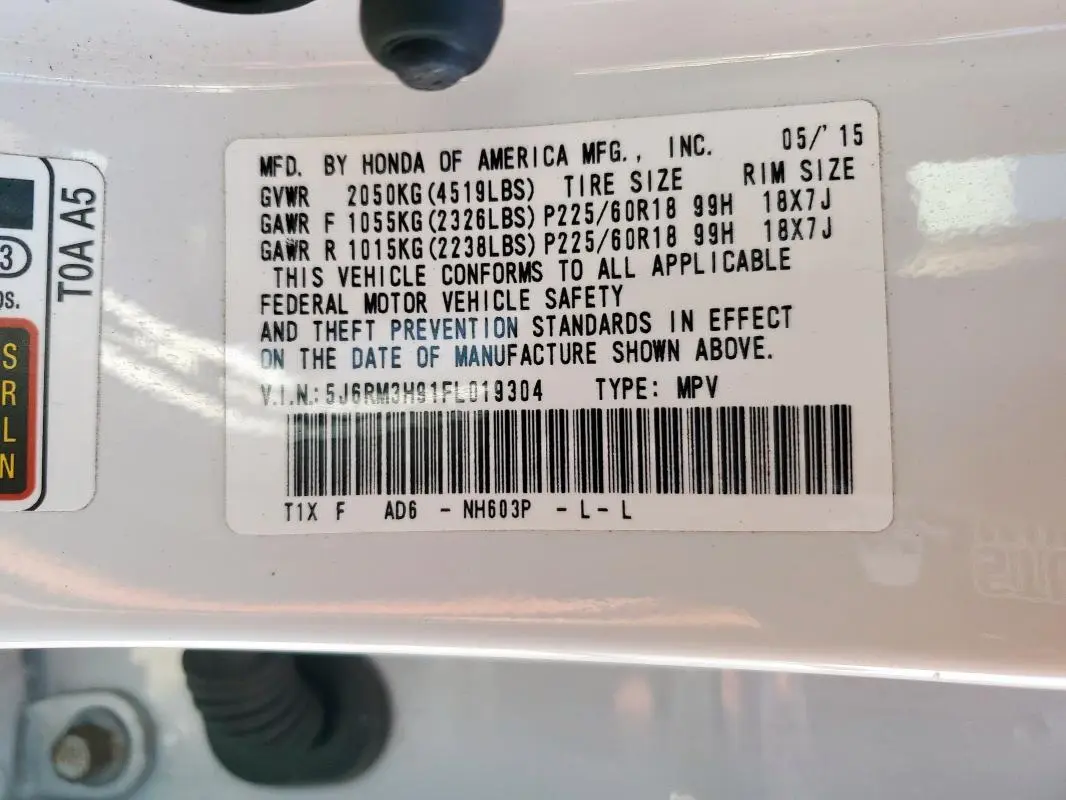 MFD. BY HONDA OF AMERICA MFG., INC. 05/'15
GVWR 2050KG(4519LBS) TIRE SIZE RIM SIZE
GAWR F 1055KG(2326LBS) P225/60R18 99H 18X7J
GAWR R 1015KG(2238LBS) P225/60R18 99H 18X7J
THIS VEHICLE CONFORMS TO ALL APPLICABLE
FEDERAL MOTOR VEHICLE SAFETY
AND THEFT PREVENTION STANDARDS IN EFFECT
ON THE DATE OF MANUFACTURE SHOWN ABOVE.
V.I.N.: 5J6RM3H91FL019304 TYPE: MPV
T1X F AD6 - NH603P - L - L
T0A A5
3
S
R
L
N